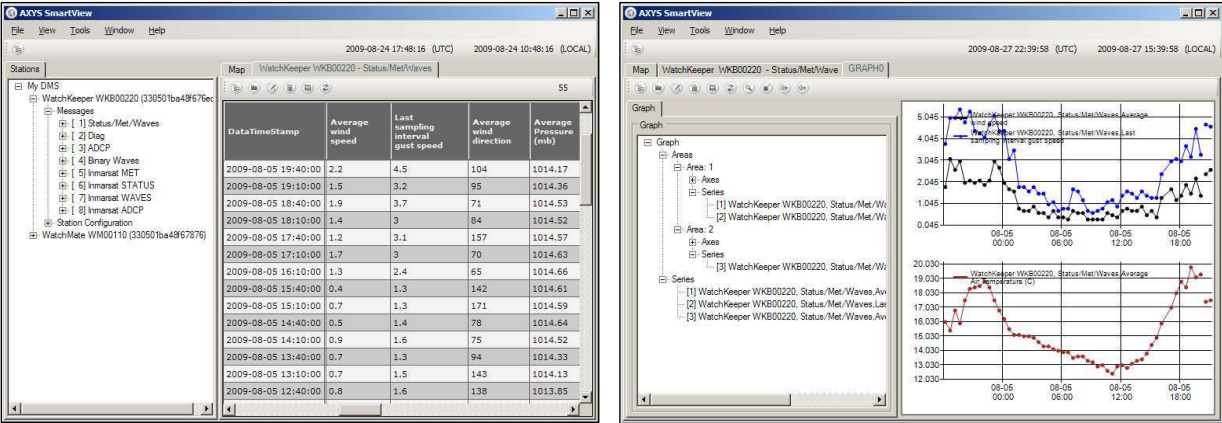 AXYS SmartView
File View Tools Window Help
2009-08-24 17:48:16 (UTC) 2009-08-24 10:48:16 (LOCAL)
Stations
My DMS
WatchKeeper WKB00220 (330501ba48f676ec
Messages
[ 1] Status/Met/Waves
[ 2] Diag
[ 3] ADCP
[ 4] Binary Waves
[ 5] Inmarsat MET
[ 6] Inmarsat STATUS
[ 7] Inmarsat WAVES
[ 8] Inmarsat ADCP
Station Configuration
WatchMate WM00110 (330501ba48f67876)
Map WatchKeeper WKB00220 - Status/Met/Waves
55
DataTimeStamp Average wind speed Last sampling interval gust speed Average wind direction Average Pressure (mb)
2009-08-05 19:40:00 2.2 4.5 104 1014.17
2009-08-05 19:10:00 1.5 3.2 95 1014.36
2009-08-05 18:40:00 1.9 3.7 71 1014.53
2009-08-05 18:10:00 1.4 3 84 1014.52
2009-08-05 17:40:00 1.2 3.1 157 1014.57
2009-08-05 17:10:00 1.7 3 70 1014.63
2009-08-05 16:10:00 1.3 2.4 65 1014.66
2009-08-05 15:40:00 0.4 1.3 142 1014.61
2009-08-05 15:10:00 0.7 1.3 171 1014.59
2009-08-05 14:40:00 0.5 1.4 78 1014.64
2009-08-05 14:10:00 0.9 1.6 75 1014.52
2009-08-05 13:40:00 0.7 1.3 94 1014.33
2009-08-05 13:10:00 0.7 1.5 143 1014.13
2009-08-05 12:40:00 0.8 1.6 138 1013.85
AXYS SmartView
File View Tools Window Help
2009-08-27 22:39:58 (UTC) 2009-08-27 15:39:58 (LOCAL)
Map WatchKeeper WKB00220 - Status/Met/Wave GRAPH0
Graph
Graph
Graph
Areas
Area: 1
Axes
Series
[1] WatchKeeper WKB00220, Status/Met/Wa
[2] WatchKeeper WKB00220, Status/Met/Wa
Area: 2
Axes
Series
[3] WatchKeeper WKB00220, Status/Met/Wa
Series
[1] WatchKeeper WKB00220, Status/Met/Waves,Ave
[2] WatchKeeper WKB00220, Status/Met/Waves,Las
[3] WatchKeeper WKB00220, Status/Met/Waves,Ave
WatchKeeper WKB00220, Status/Met/Waves,Average
wind speed
WatchKeeper WKB00220, Status/Met/Waves,Last
sampling interval gust speed
5.045
4.045
3.045
2.045
1.045
0.045
08-05 08-05 08-05 08-05
00:00 06:00 12:00 18:00
WatchKeeper WKB00220, Status/Met/Waves,Average
Air Temperature (C)
20.030
19.030
18.030
17.030
16.030
15.030
14.030
13.030
12.030
08-05 08-05 08-05 08-05
00:00 06:00 12:00 18:00